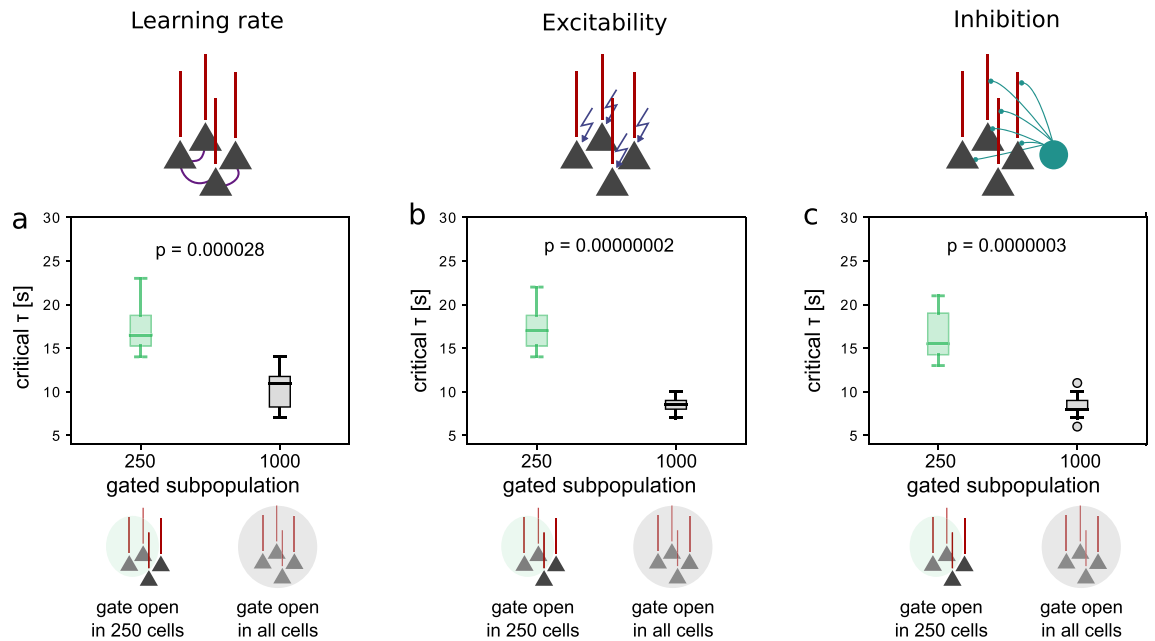 Learning rate
Excitability
Inhibition
a
30
25
20
15
10
5
critical τ [s]
p = 0.000028
250
1000
gated subpopulation
gate open
in 250 cells
gate open
in all cells
b
30
25
20
15
10
5
critical τ [s]
p = 0.00000002
250
1000
gated subpopulation
gate open
in 250 cells
gate open
in all cells
c
30
25
20
15
10
5
critical τ [s]
p = 0.0000003
250
1000
gated subpopulation
gate open
in 250 cells
gate open
in all cells